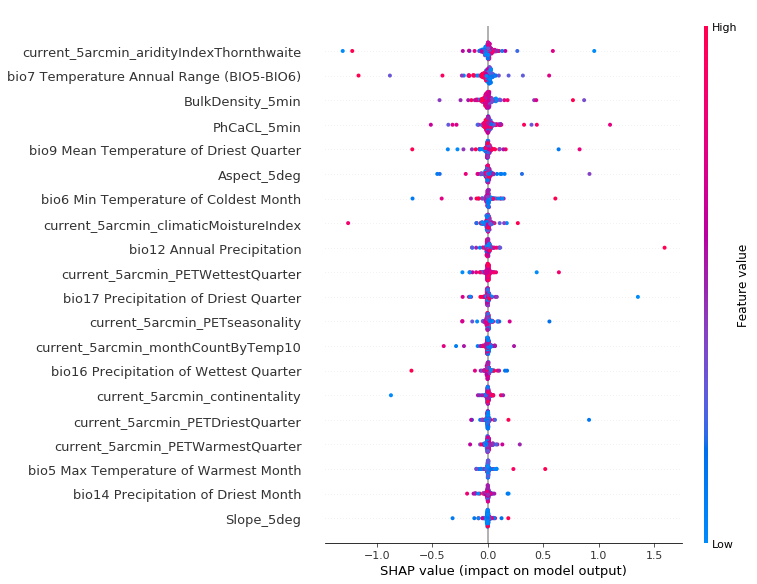 High
current_5arcmin_aridityIndexThornthwaite
bio7 Temperature Annual Range (BIO5-BIO6)
BulkDensity_5min
PhCaCL_5min
bio9 Mean Temperature of Driest Quarter
Aspect_5deg
bio6 Min Temperature of Coldest Month
current_5arcmin_climaticMoistureIndex
bio12 Annual Precipitation
current_5arcmin_PETWettestQuarter
bio17 Precipitation of Driest Quarter
current_5arcmin_PETseasonality
current_5arcmin_monthCountByTemp10
bio16 Precipitation of Wettest Quarter
current_5arcmin_continentality
current_5arcmin_PETDriestQuarter
current_5arcmin_PETWarmestQuarter
bio5 Max Temperature of Warmest Month
bio14 Precipitation of Driest Month
Slope_5deg
Feature value
Low
−1.0 −0.5 0.0 0.5 1.0 1.5
SHAP value (impact on model output)